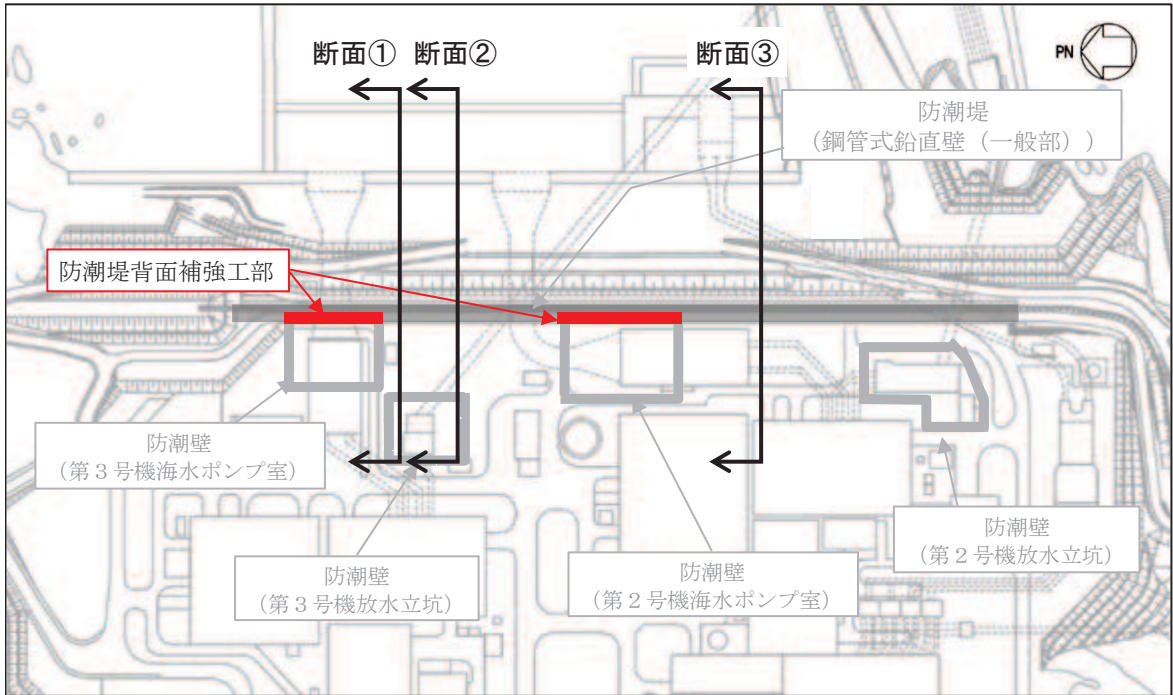 断面① 断面② 断面③
PN
防潮堤
（鋼管式鉛直壁（一般部））
防潮堤背面補強工部
防潮壁
（第３号機海水ポンプ室）
防潮壁
（第３号機放水立坑）
防潮壁
（第２号機海水ポンプ室）
防潮壁
（第２号機放水立坑）